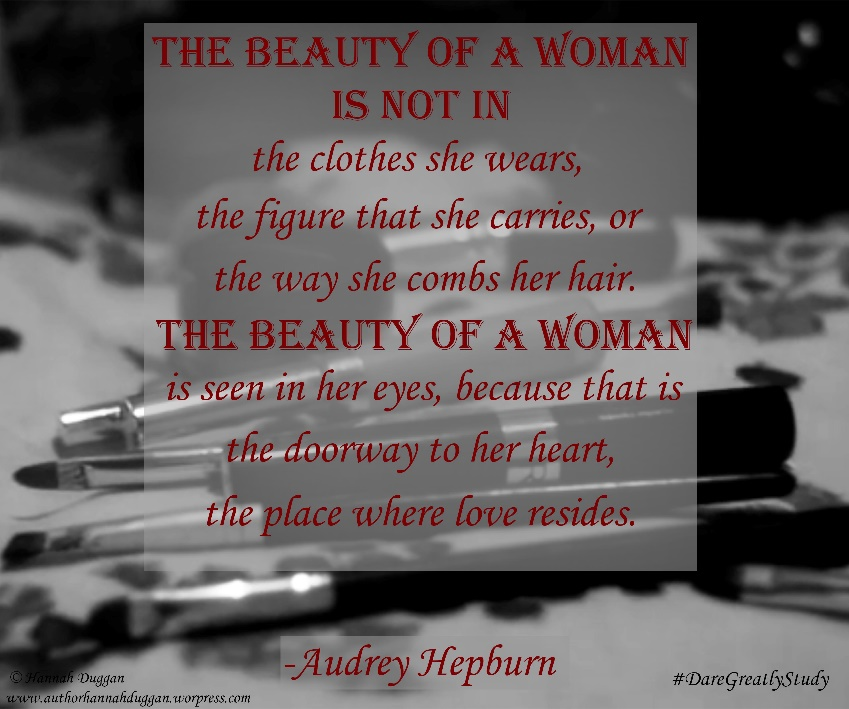 THE BEAUTY OF A WOMAN
IS NOT IN
the clothes she wears,
the figure that she carries, or
the way she combs her hair.
THE BEAUTY OF A WOMAN
is seen in her eyes, because that is
the doorway to her heart,
the place where love resides.
-Audrey Hepburn
© Hannah Duggan
www.authorhannahduggan.worpress.com
#DareGreatlyStudy